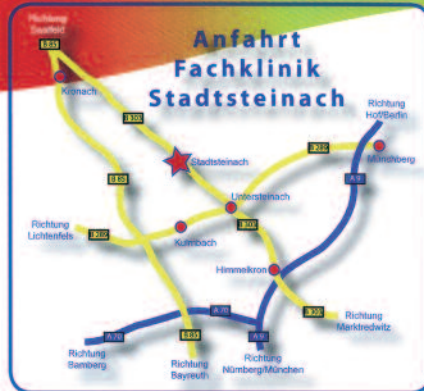 Richtung
Saalfeld
Anfahrt
Fachklinik
Stadtsteinach
B 85
Kronach
B 303
Richtung
Hof/Berlin
B 289
Münchberg
Stadtsteinach
A 9
B 85
Untersteinach
Richtung
Lichtenfels
B 289
Kulmbach
B 303
Himmelkron
A 70
A 70
B 85
A 9
B 303
Richtung
Marktredwitz
Richtung
Bamberg
Richtung
Bayreuth
Richtung
Nürnberg/München